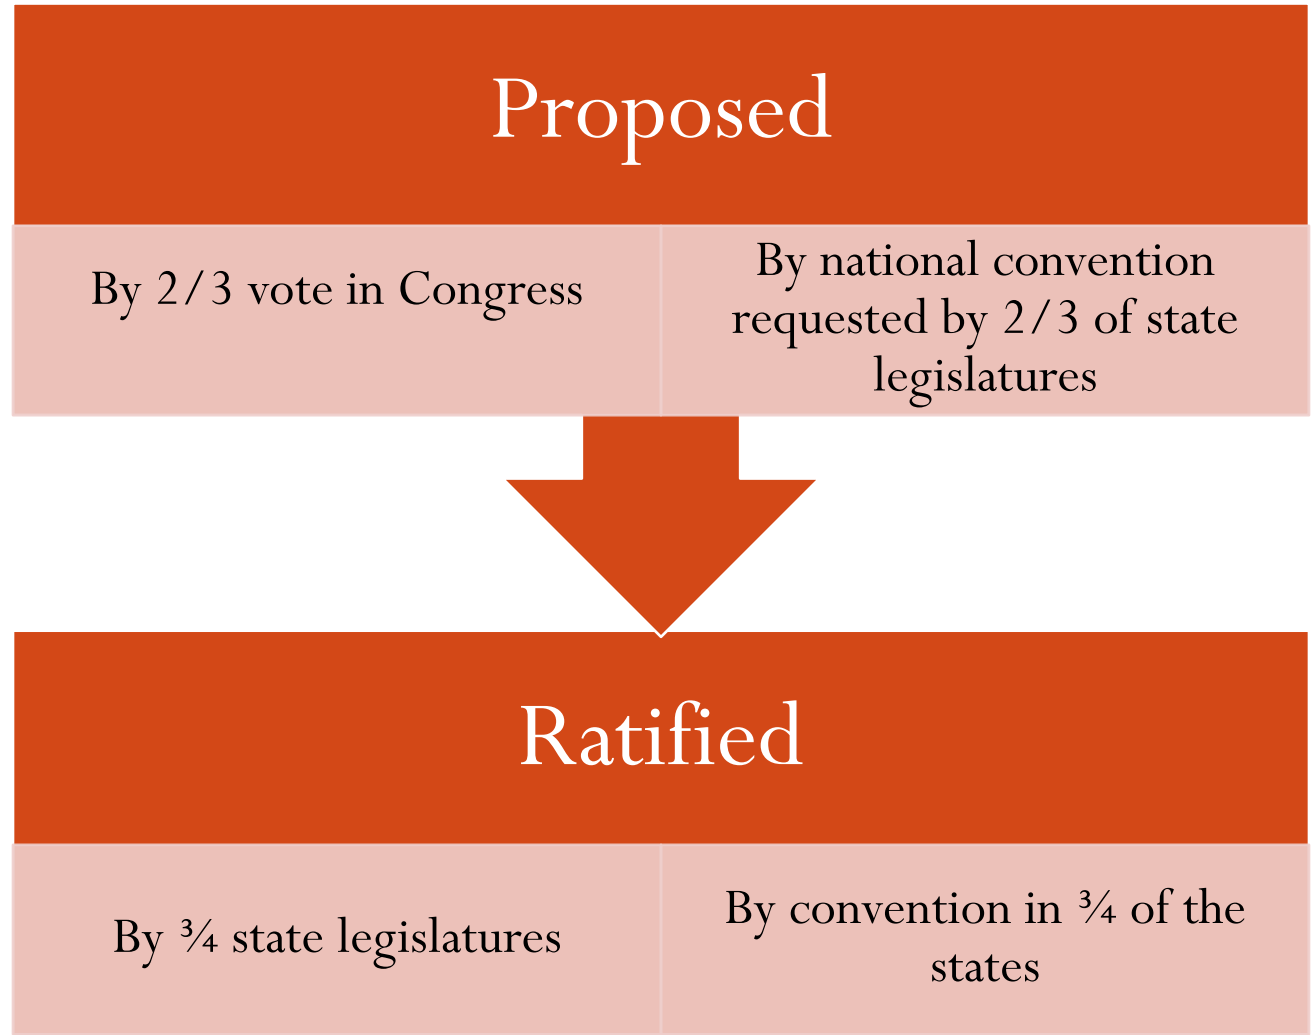 Proposed
By 2/3 vote in Congress
By national convention
requested by 2/3 of state
legislatures
Ratified
By ¾ state legislatures
By convention in ¾ of the
states